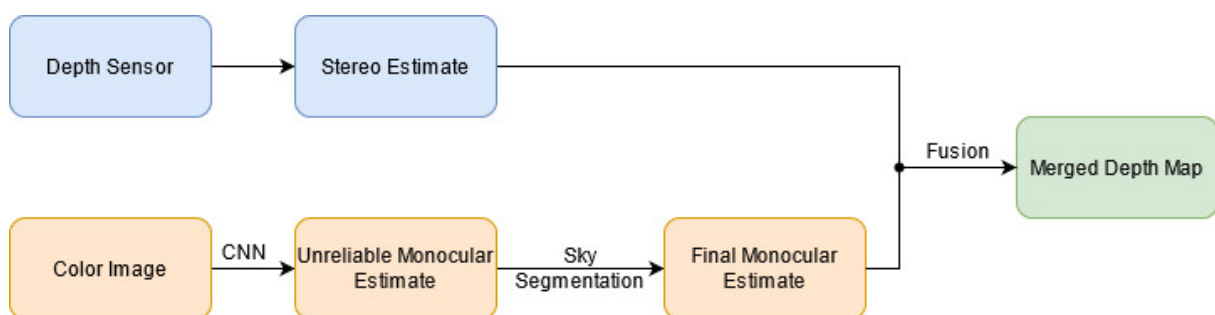 Depth Sensor
Stereo Estimate
Fusion
Merged Depth Map
Color Image
CNN
Unreliable Monocular
Estimate
Sky
Segmentation
Final Monocular
Estimate